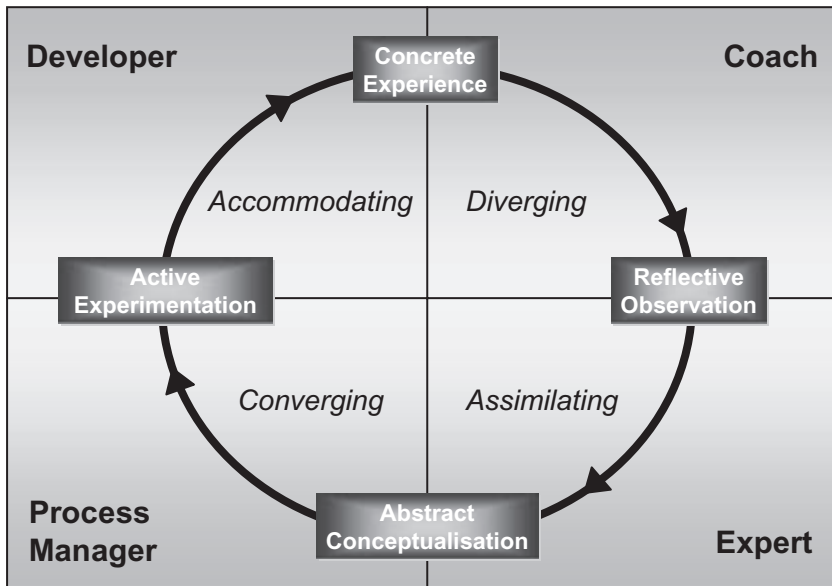 Developer
Concrete
Experience
Coach
Accommodating
Diverging
Active
Experimentation
Reflective
Observation
Converging
Assimilating
Process
Manager
Abstract
Conceptualisation
Expert